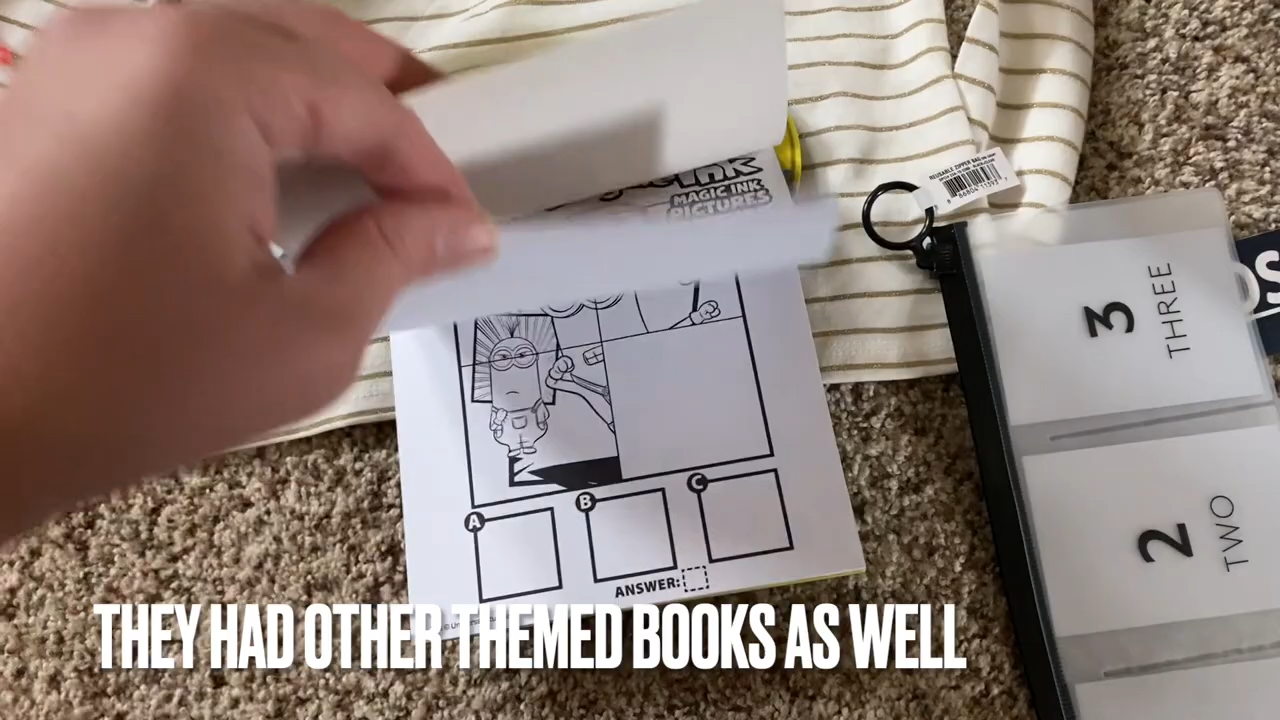 MAGIC INK
PICTURES
REUSABLE ZIPPER BAG
3
THREE
2
TWO
A
B
C
ANSWER:
THEY HAD OTHER THEMED BOOKS AS WELL